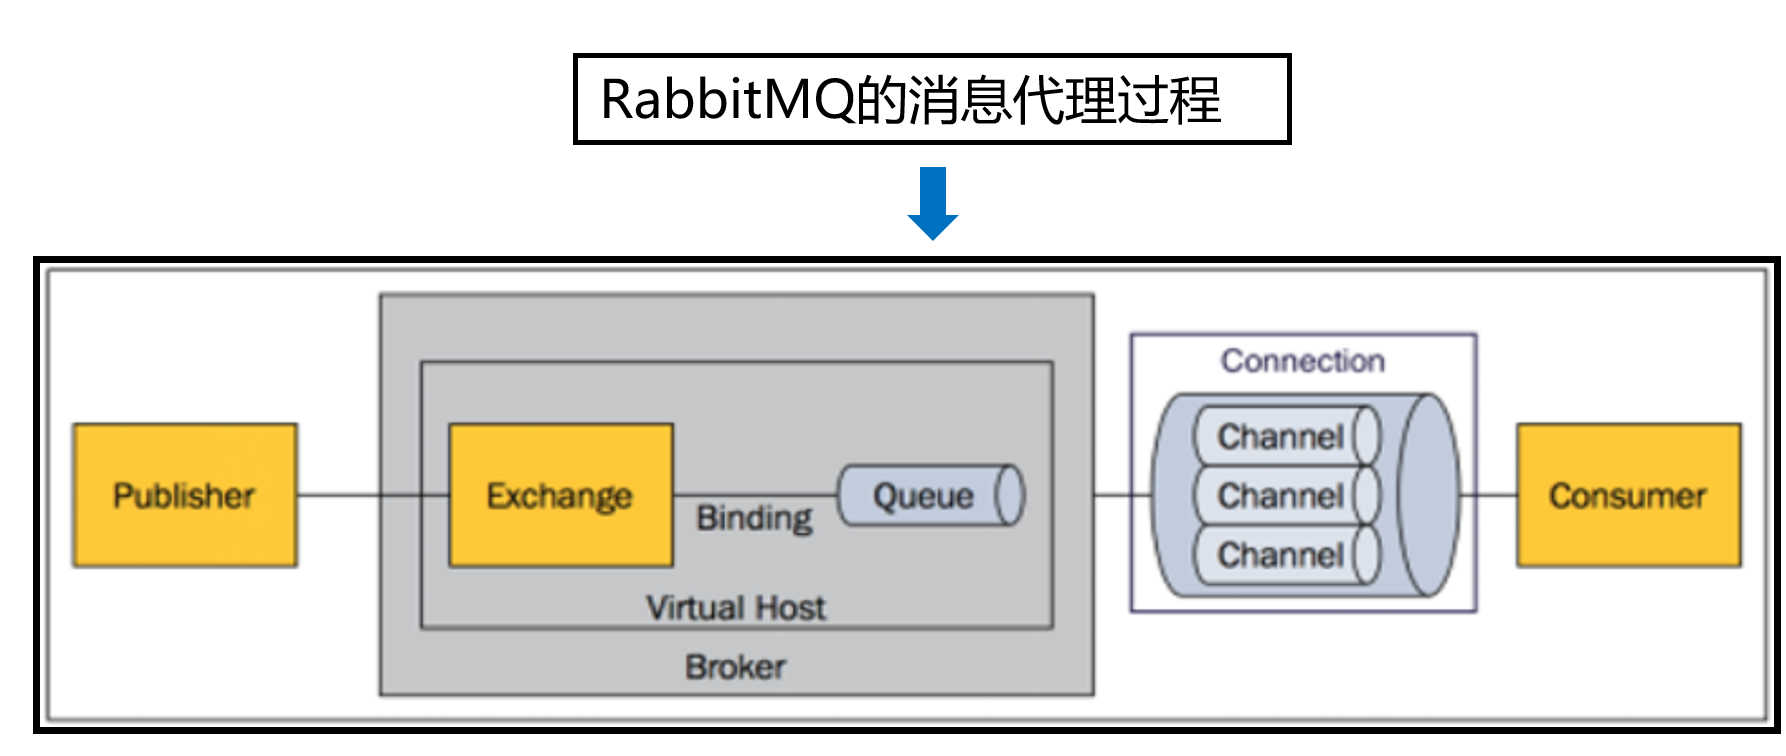 RabbitMQ的消息代理过程
Connection
Channel
Publisher
Exchange
Binding
Queue
Channel
Consumer
Channel
Virtual Host
Broker